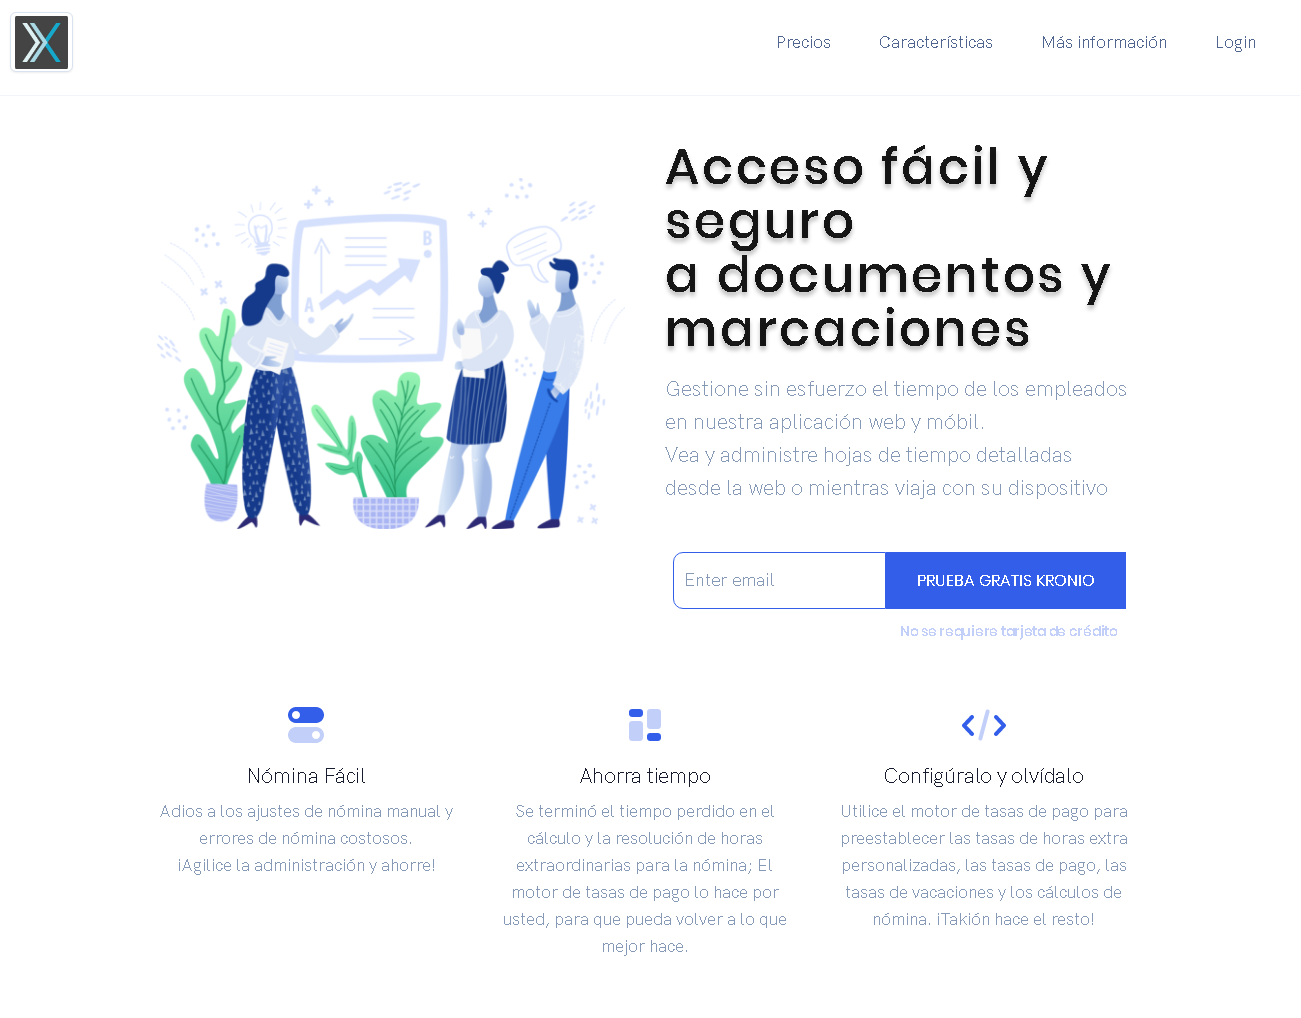 Precios
Características
Más información
Login
Acceso fácil y
seguro
a documentos y
marcaciones
Gestione sin esfuerzo el tiempo de los empleados
en nuestra aplicación web y móbil.
Vea y administre hojas de tiempo detalladas
desde la web o mientras viaja con su dispositivo
B
A
Enter email
PRUEBA GRATIS KRONIO
No se requiere tarjeta de crédito
Nómina Fácil
Adios a los ajustes de nómina manual y
errores de nómina costosos.
¡Agilice la administración y ahorre!
Ahorra tiempo
Se terminó el tiempo perdido en el
cálculo y la resolución de horas
extraordinarias para la nómina; El
motor de tasas de pago lo hace por
usted, para que pueda volver a lo que
mejor hace.
Configúralo y olvídalo
Utilice el motor de tasas de pago para
preestablecer las tasas de horas extra
personalizadas, las tasas de pago, las
tasas de vacaciones y los cálculos de
nómina. ¡Takión hace el resto!